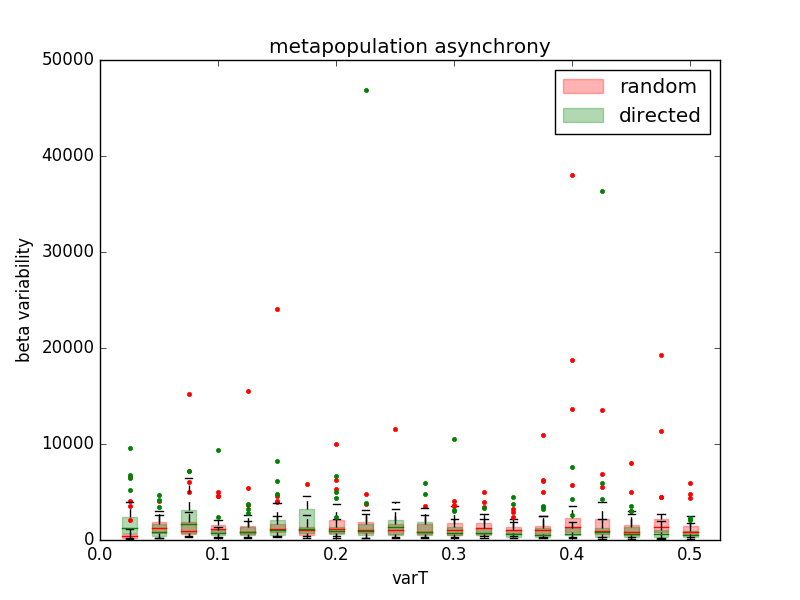 metapopulation asynchrony
random
directed
50000
40000
30000
20000
10000
0
beta variability
0.0 0.1 0.2 0.3 0.4 0.5
varT